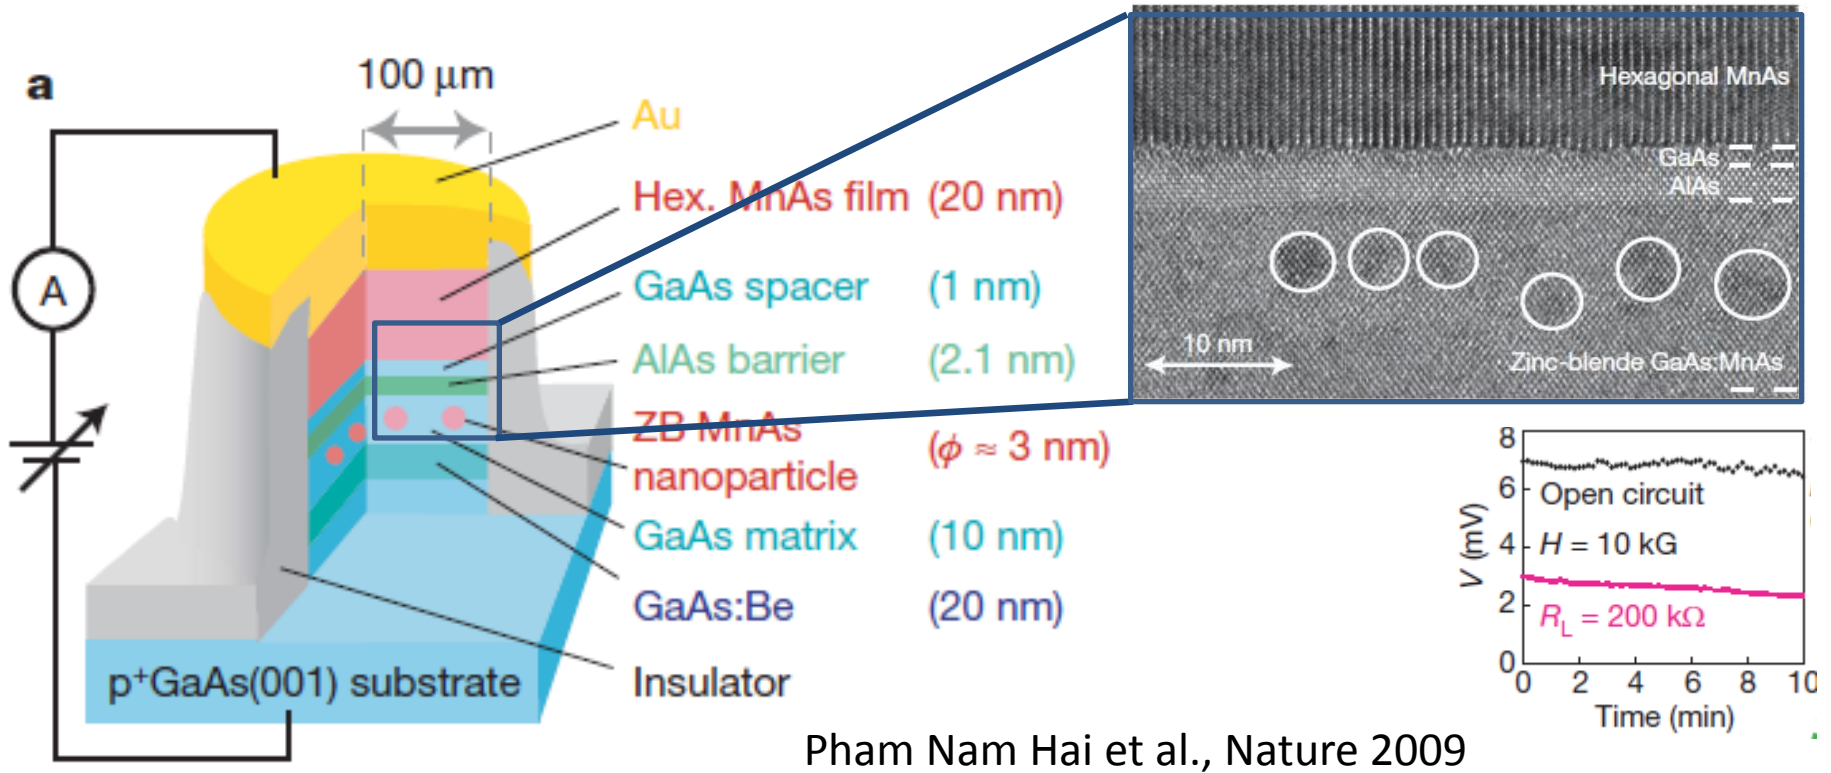 a
100 μm
Au
Hex. MnAs film (20 nm)
GaAs spacer (1 nm)
AlAs barrier (2.1 nm)
ZB MnAs
nanoparticle (ϕ ≈ 3 nm)
GaAs matrix (10 nm)
GaAs:Be (20 nm)
Insulator
A
p⁺GaAs(001) substrate
Hexagonal MnAs
GaAs
AlAs
10 nm
Zinc-blende GaAs:MnAs
8
6
4
2
0
V (mV)
Open circuit
H = 10 kG
R_L = 200 kΩ
0 2 4 6 8 10
Time (min)
Pham Nam Hai et al., Nature 2009